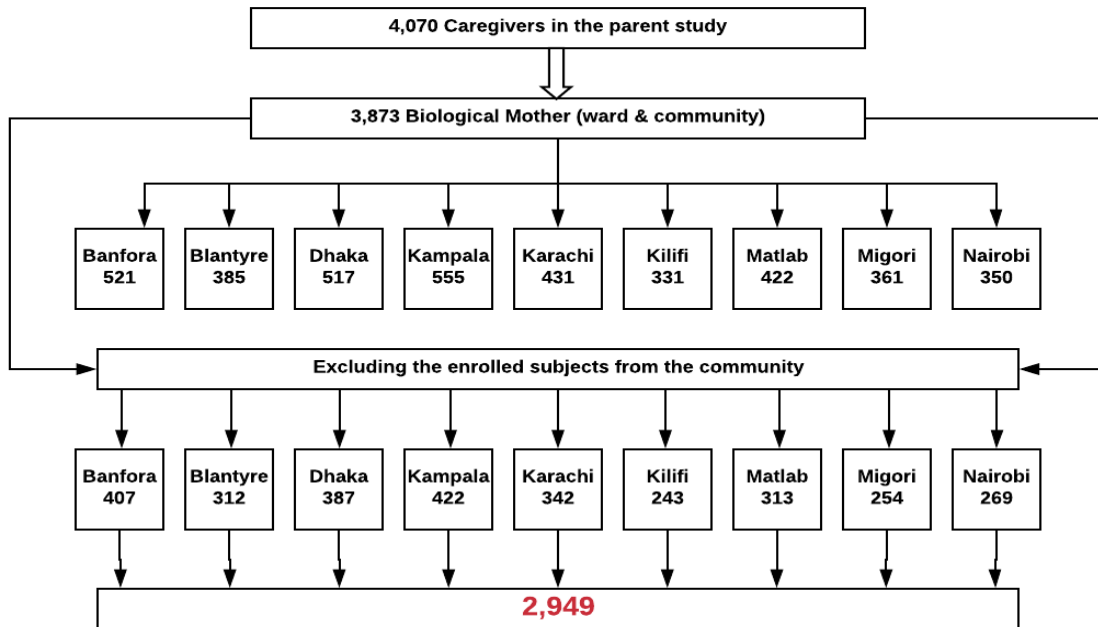 4,070 Caregivers in the parent study
3,873 Biological Mother (ward & community)
Banfora
521
Blantyre
385
Dhaka
517
Kampala
555
Karachi
431
Kilifi
331
Matlab
422
Migori
361
Nairobi
350
Excluding the enrolled subjects from the community
Banfora
407
Blantyre
312
Dhaka
387
Kampala
422
Karachi
342
Kilifi
243
Matlab
313
Migori
254
Nairobi
269
2,949